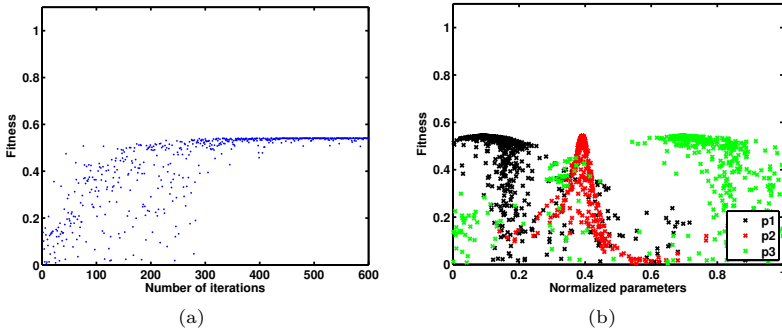 1
0.8
0.6
0.4
0.2
0
Fitness
0 100 200 300 400 500 600
Number of iterations
(a)
1
0.8
0.6
0.4
0.2
0
Fitness
0 0.2 0.4 0.6 0.8 1
Normalized parameters
p1
p2
p3
(b)